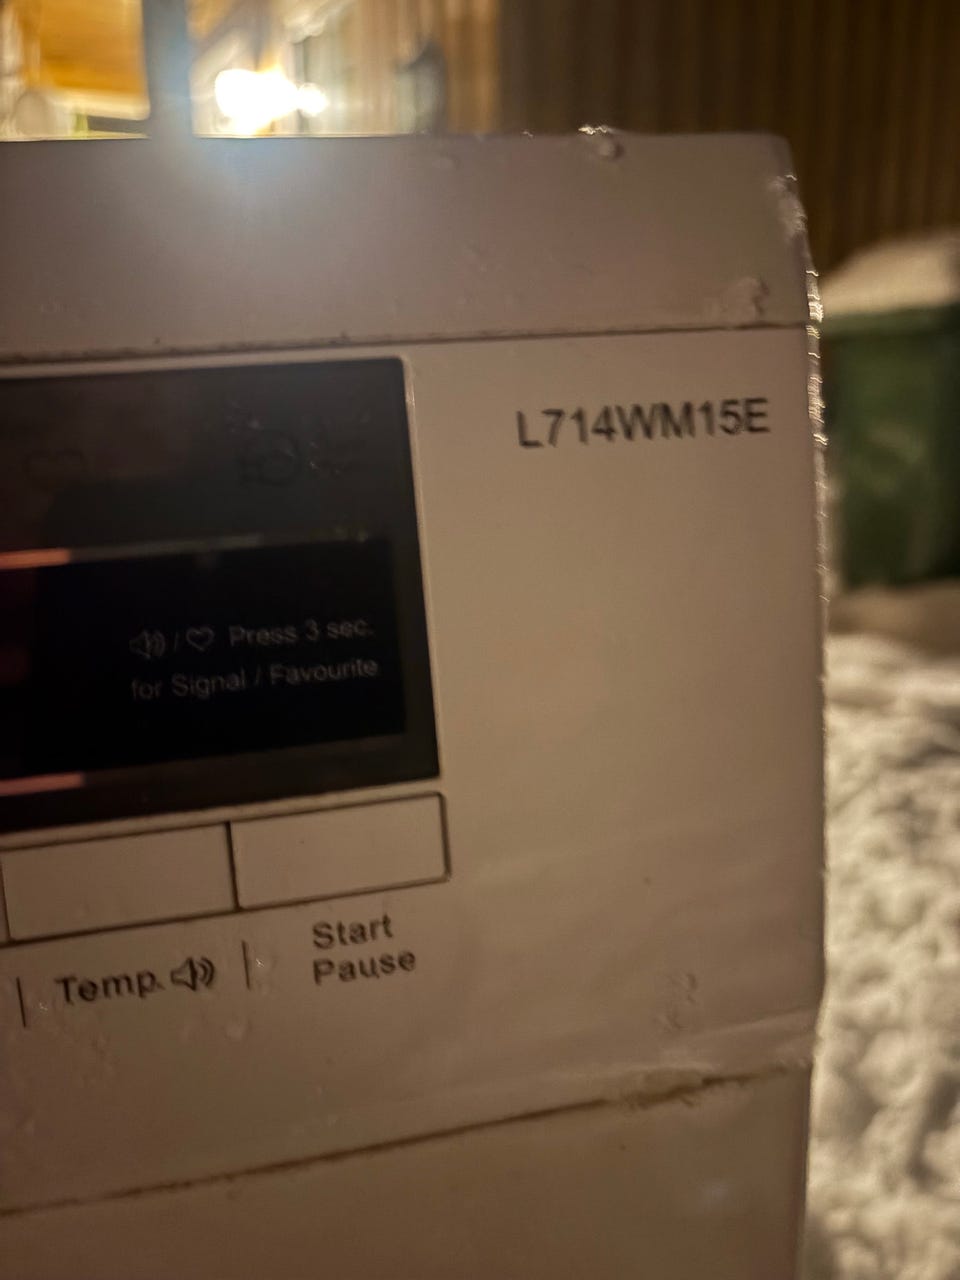 L714WM15E
/ Press 3 sec.
for Signal / Favourite
Temp.
Start
Pause